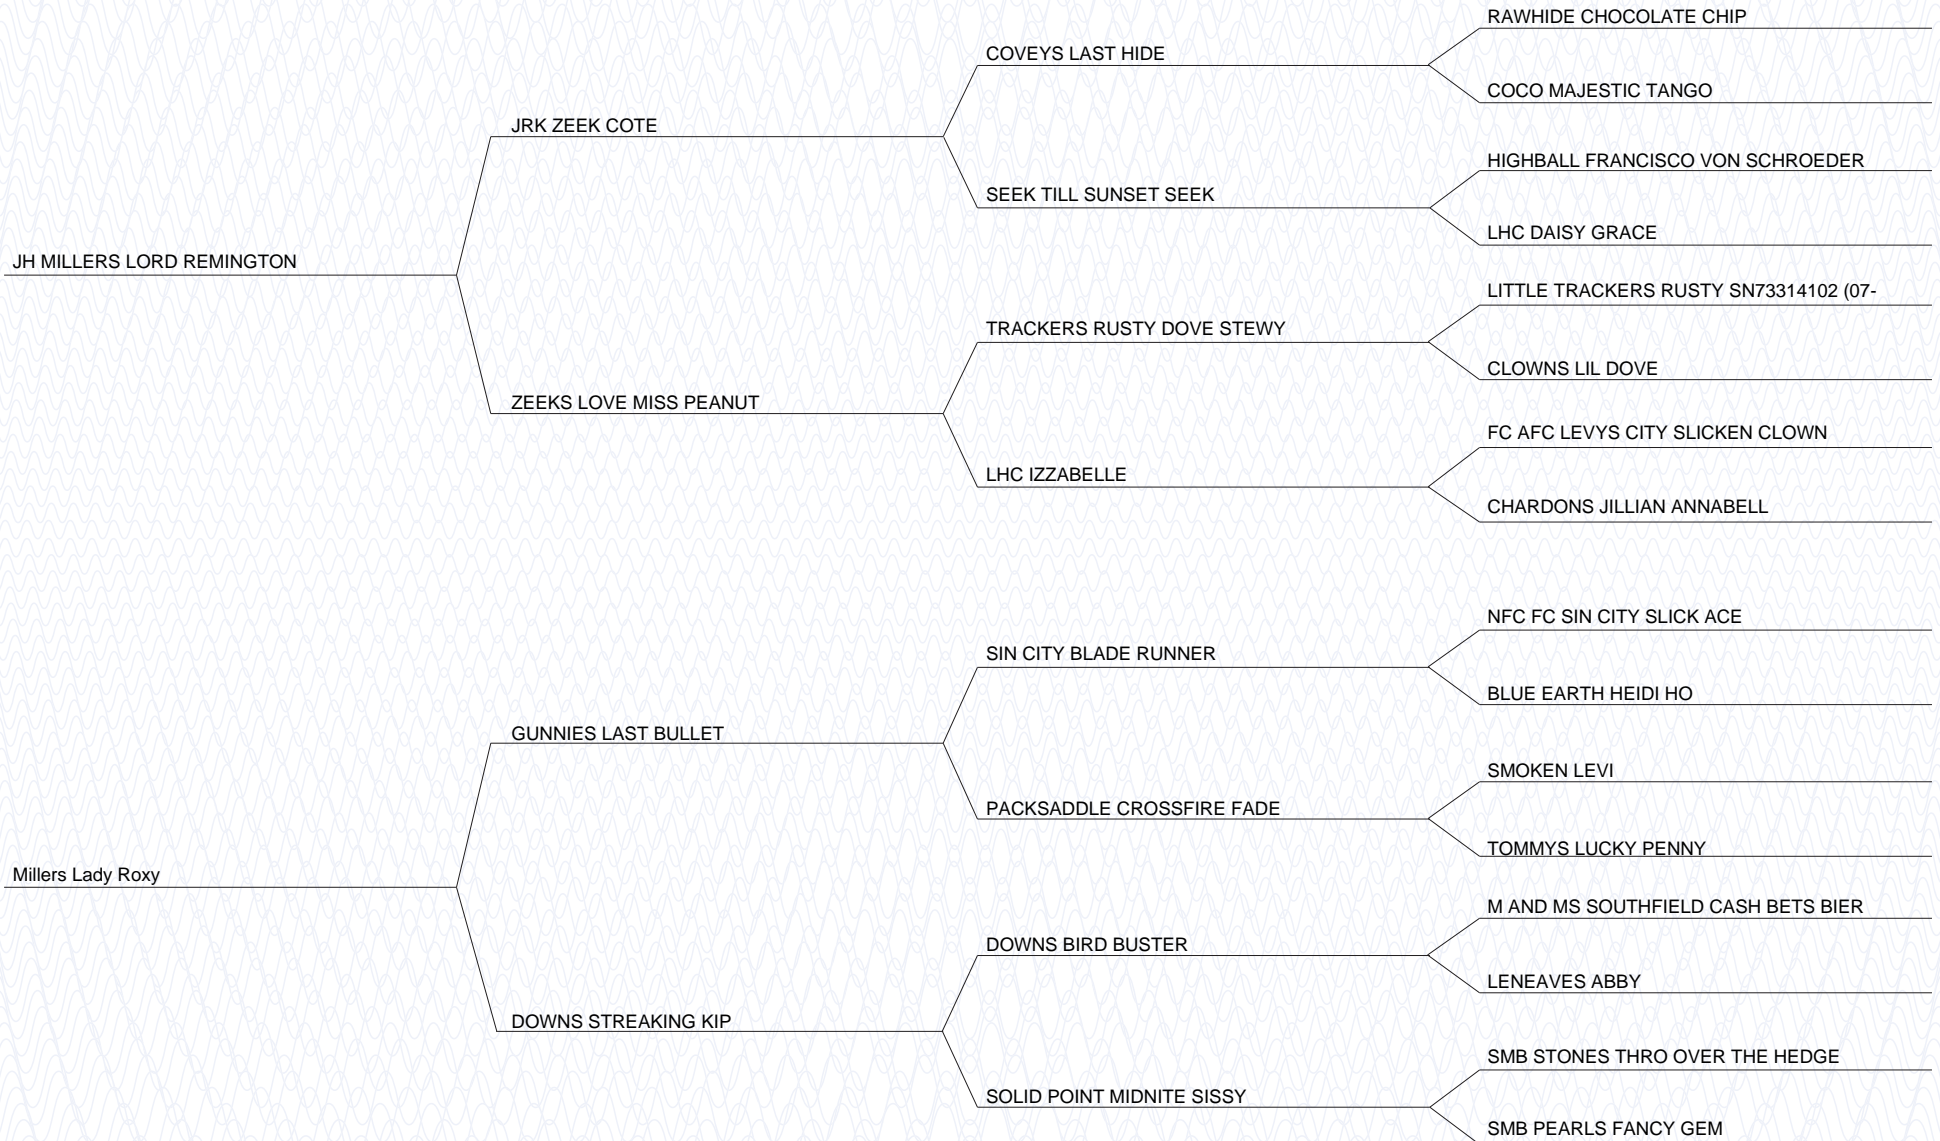 RAWHIDE CHOCOLATE CHIP
COVEYS LAST HIDE
COCO MAJESTIC TANGO
JRK ZEEK COTE
HIGHBALL FRANCISCO VON SCHROEDER
SEEK TILL SUNSET SEEK
LHC DAISY GRACE
JH MILLERS LORD REMINGTON
LITTLE TRACKERS RUSTY SN73314102 (07-
TRACKERS RUSTY DOVE STEWY
CLOWNS LIL DOVE
ZEEKS LOVE MISS PEANUT
FC AFC LEVYS CITY SLICKEN CLOWN
LHC IZZABELLE
CHARDONS JILLIAN ANNABELL
NFC FC SIN CITY SLICK ACE
SIN CITY BLADE RUNNER
BLUE EARTH HEIDI HO
GUNNIES LAST BULLET
SMOKEN LEVI
PACKSADDLE CROSSFIRE FADE
TOMMYS LUCKY PENNY
Millers Lady Roxy
M AND MS SOUTHFIELD CASH BETS BIER
DOWNS BIRD BUSTER
LENEAVES ABBY
DOWNS STREAKING KIP
SMB STONES THRO OVER THE HEDGE
SOLID POINT MIDNITE SISSY
SMB PEARLS FANCY GEM